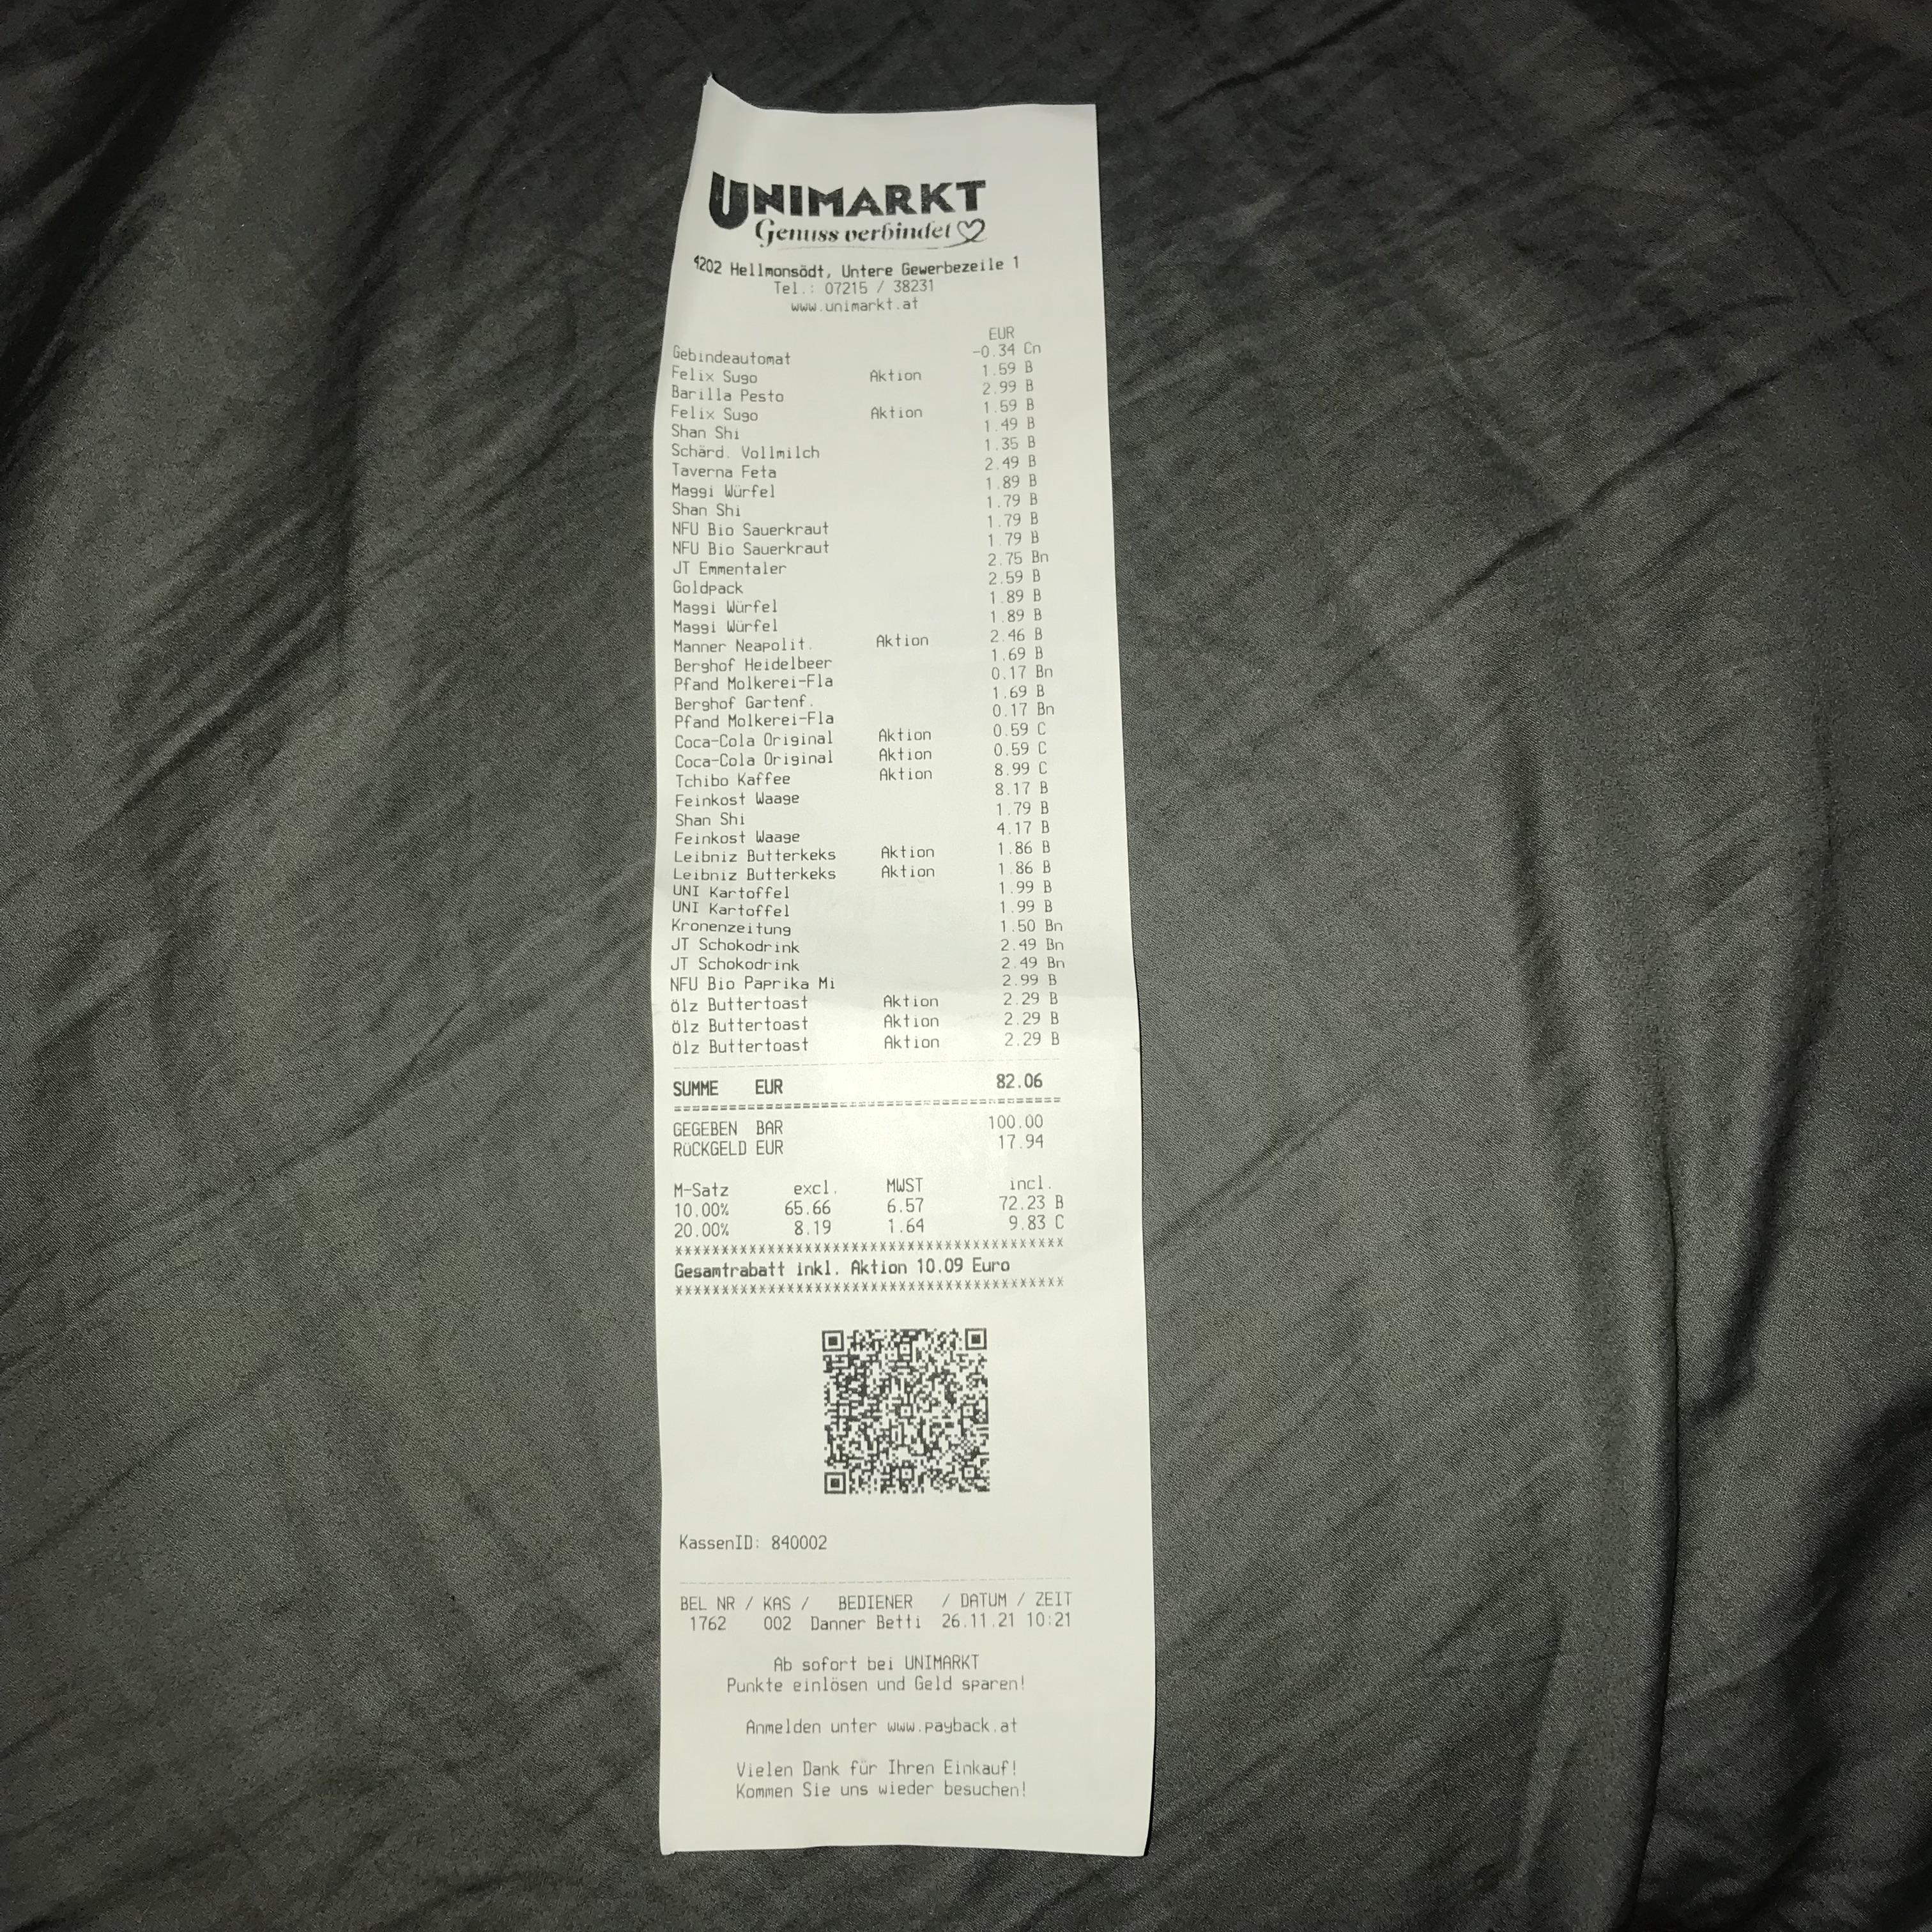 UNIMARKT
Genuss verbindet
4202 Hellmonsödt, Untere Gewerbezeile 1
Tel.: 07215 / 38231
www.unimarkt.at
EUR
Gebindeautomat -0.34 Cn
Felix Sugo Aktion 1.59 B
Barilla Pesto 2.99 B
Felix Sugo Aktion 1.59 B
Shan Shi 1.49 B
Schärd. Vollmilch 1.35 B
Taverna Feta 2.49 B
Maggi Würfel 1.89 B
Shan Shi 1.79 B
NFU Bio Sauerkraut 1.79 B
NFU Bio Sauerkraut 1.79 B
JT Emmentaler 2.75 Bn
Goldpack 2.59 B
Maggi Würfel 1.89 B
Maggi Würfel 1.89 B
Manner Neapolit. Aktion 2.46 B
Berghof Heidelbeer 1.69 B
Pfand Molkerei-Fla 0.17 Bn
Berghof Gartenf. 1.69 B
Pfand Molkerei-Fla 0.17 Bn
Coca-Cola Original Aktion 0.59 C
Coca-Cola Original Aktion 0.59 C
Tchibo Kaffee Aktion 8.99 C
Feinkost Waage 8.17 B
Shan Shi 1.79 B
Feinkost Waage 4.17 B
Leibniz Butterkeks Aktion 1.86 B
Leibniz Butterkeks Aktion 1.86 B
UNI Kartoffel 1.99 B
UNI Kartoffel 1.99 B
Kronenzeitung 1.50 Bn
JT Schokodrink 2.49 Bn
JT Schokodrink 2.49 Bn
NFU Bio Paprika Mi 2.99 B
ölz Buttertoast Aktion 2.29 B
ölz Buttertoast Aktion 2.29 B
ölz Buttertoast Aktion 2.29 B
SUMME EUR 82.06
GEGEBEN BAR 100.00
RÜCKGELD EUR 17.94
M-Satz excl. MWST incl.
10.00% 65.66 6.57 72.23 B
20.00% 8.19 1.64 9.83 C
Gesamtrabatt inkl. Aktion 10.09 Euro
KassenID: 840002
BEL NR / KAS / BEDIENER / DATUM / ZEIT
1762 002 Danner Betti 26.11.21 10:21
Ab sofort bei UNIMARKT
Punkte einlösen und Geld sparen!
Anmelden unter www.payback.at
Vielen Dank für Ihren Einkauf!
Kommen Sie uns wieder besuchen!